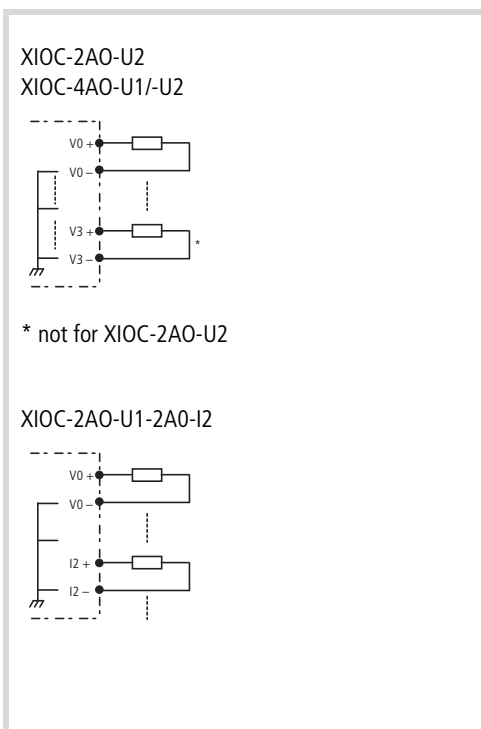 XIOC-2AO-U2
XIOC-4AO-U1/-U2
V0 +
V0 –
V3 +
*
V3 –
* not for XIOC-2AO-U2
XIOC-2AO-U1-2A0-I2
V0 +
V0 –
I2 +
I2 –